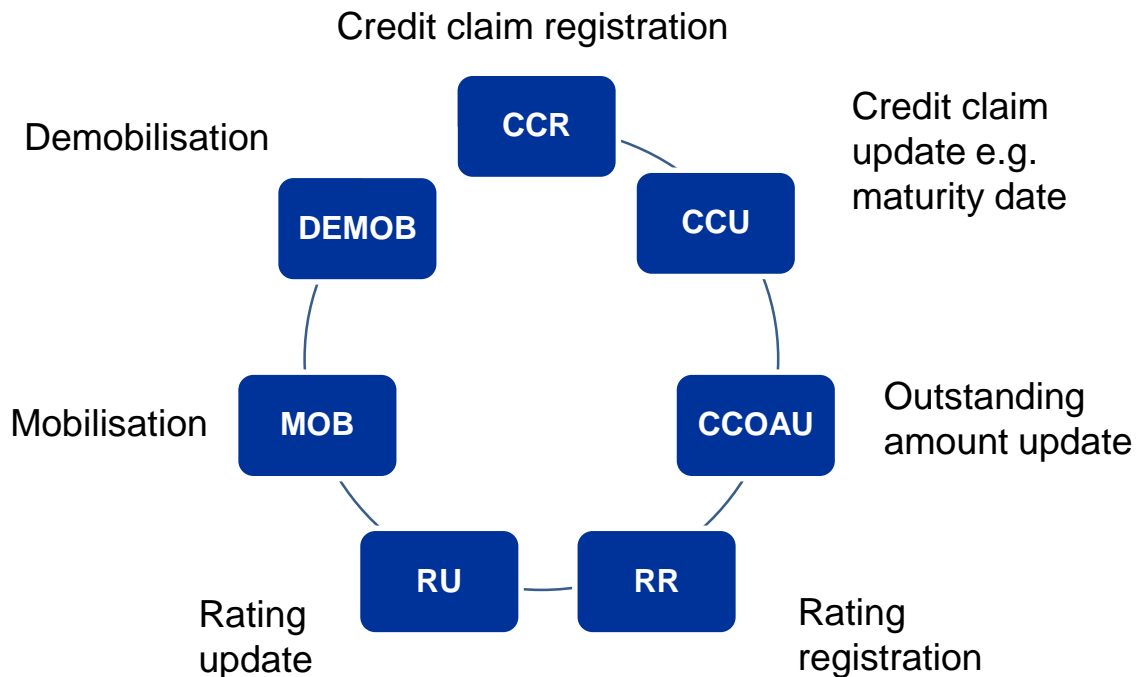 Credit claim registration
CCR
Credit claim
update e.g.
maturity date
CCU
Outstanding
amount update
CCOAU
Rating
registration
RR
Rating
update
RU
Mobilisation
MOB
Demobilisation
DEMOB